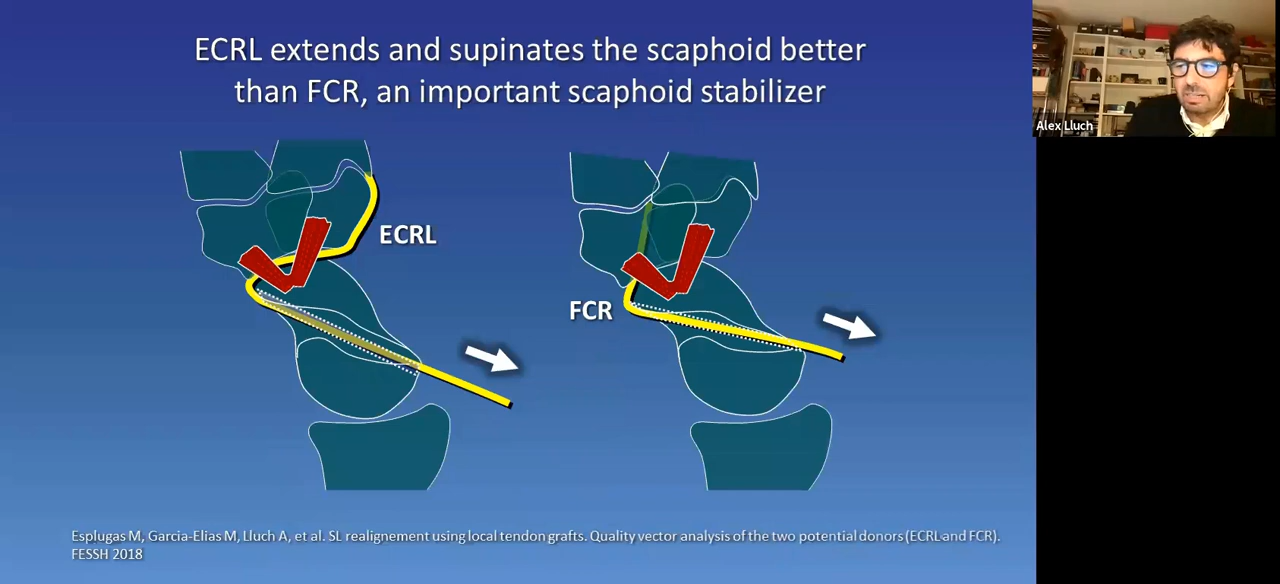 ECRL extends and supinates the scaphoid better
than FCR, an important scaphoid stabilizer
Alex Lluch
ECRL
FCR
Esplugas M, Garcia-Elias M, Lluch A, et al. SL realignement using local tendon grafts. Quality vector analysis of the two potential donors (ECRL and FCR).
FESSH 2018